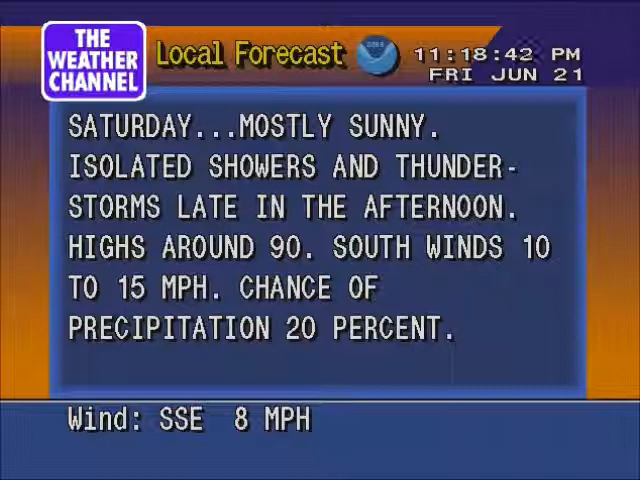 THE
WEATHER
CHANNEL
Local Forecast
11:18:42 PM
FRI JUN 21
SATURDAY...MOSTLY SUNNY.
ISOLATED SHOWERS AND THUNDER-
STORMS LATE IN THE AFTERNOON.
HIGHS AROUND 90. SOUTH WINDS 10
TO 15 MPH. CHANCE OF
PRECIPITATION 20 PERCENT.
Wind: SSE 8 MPH